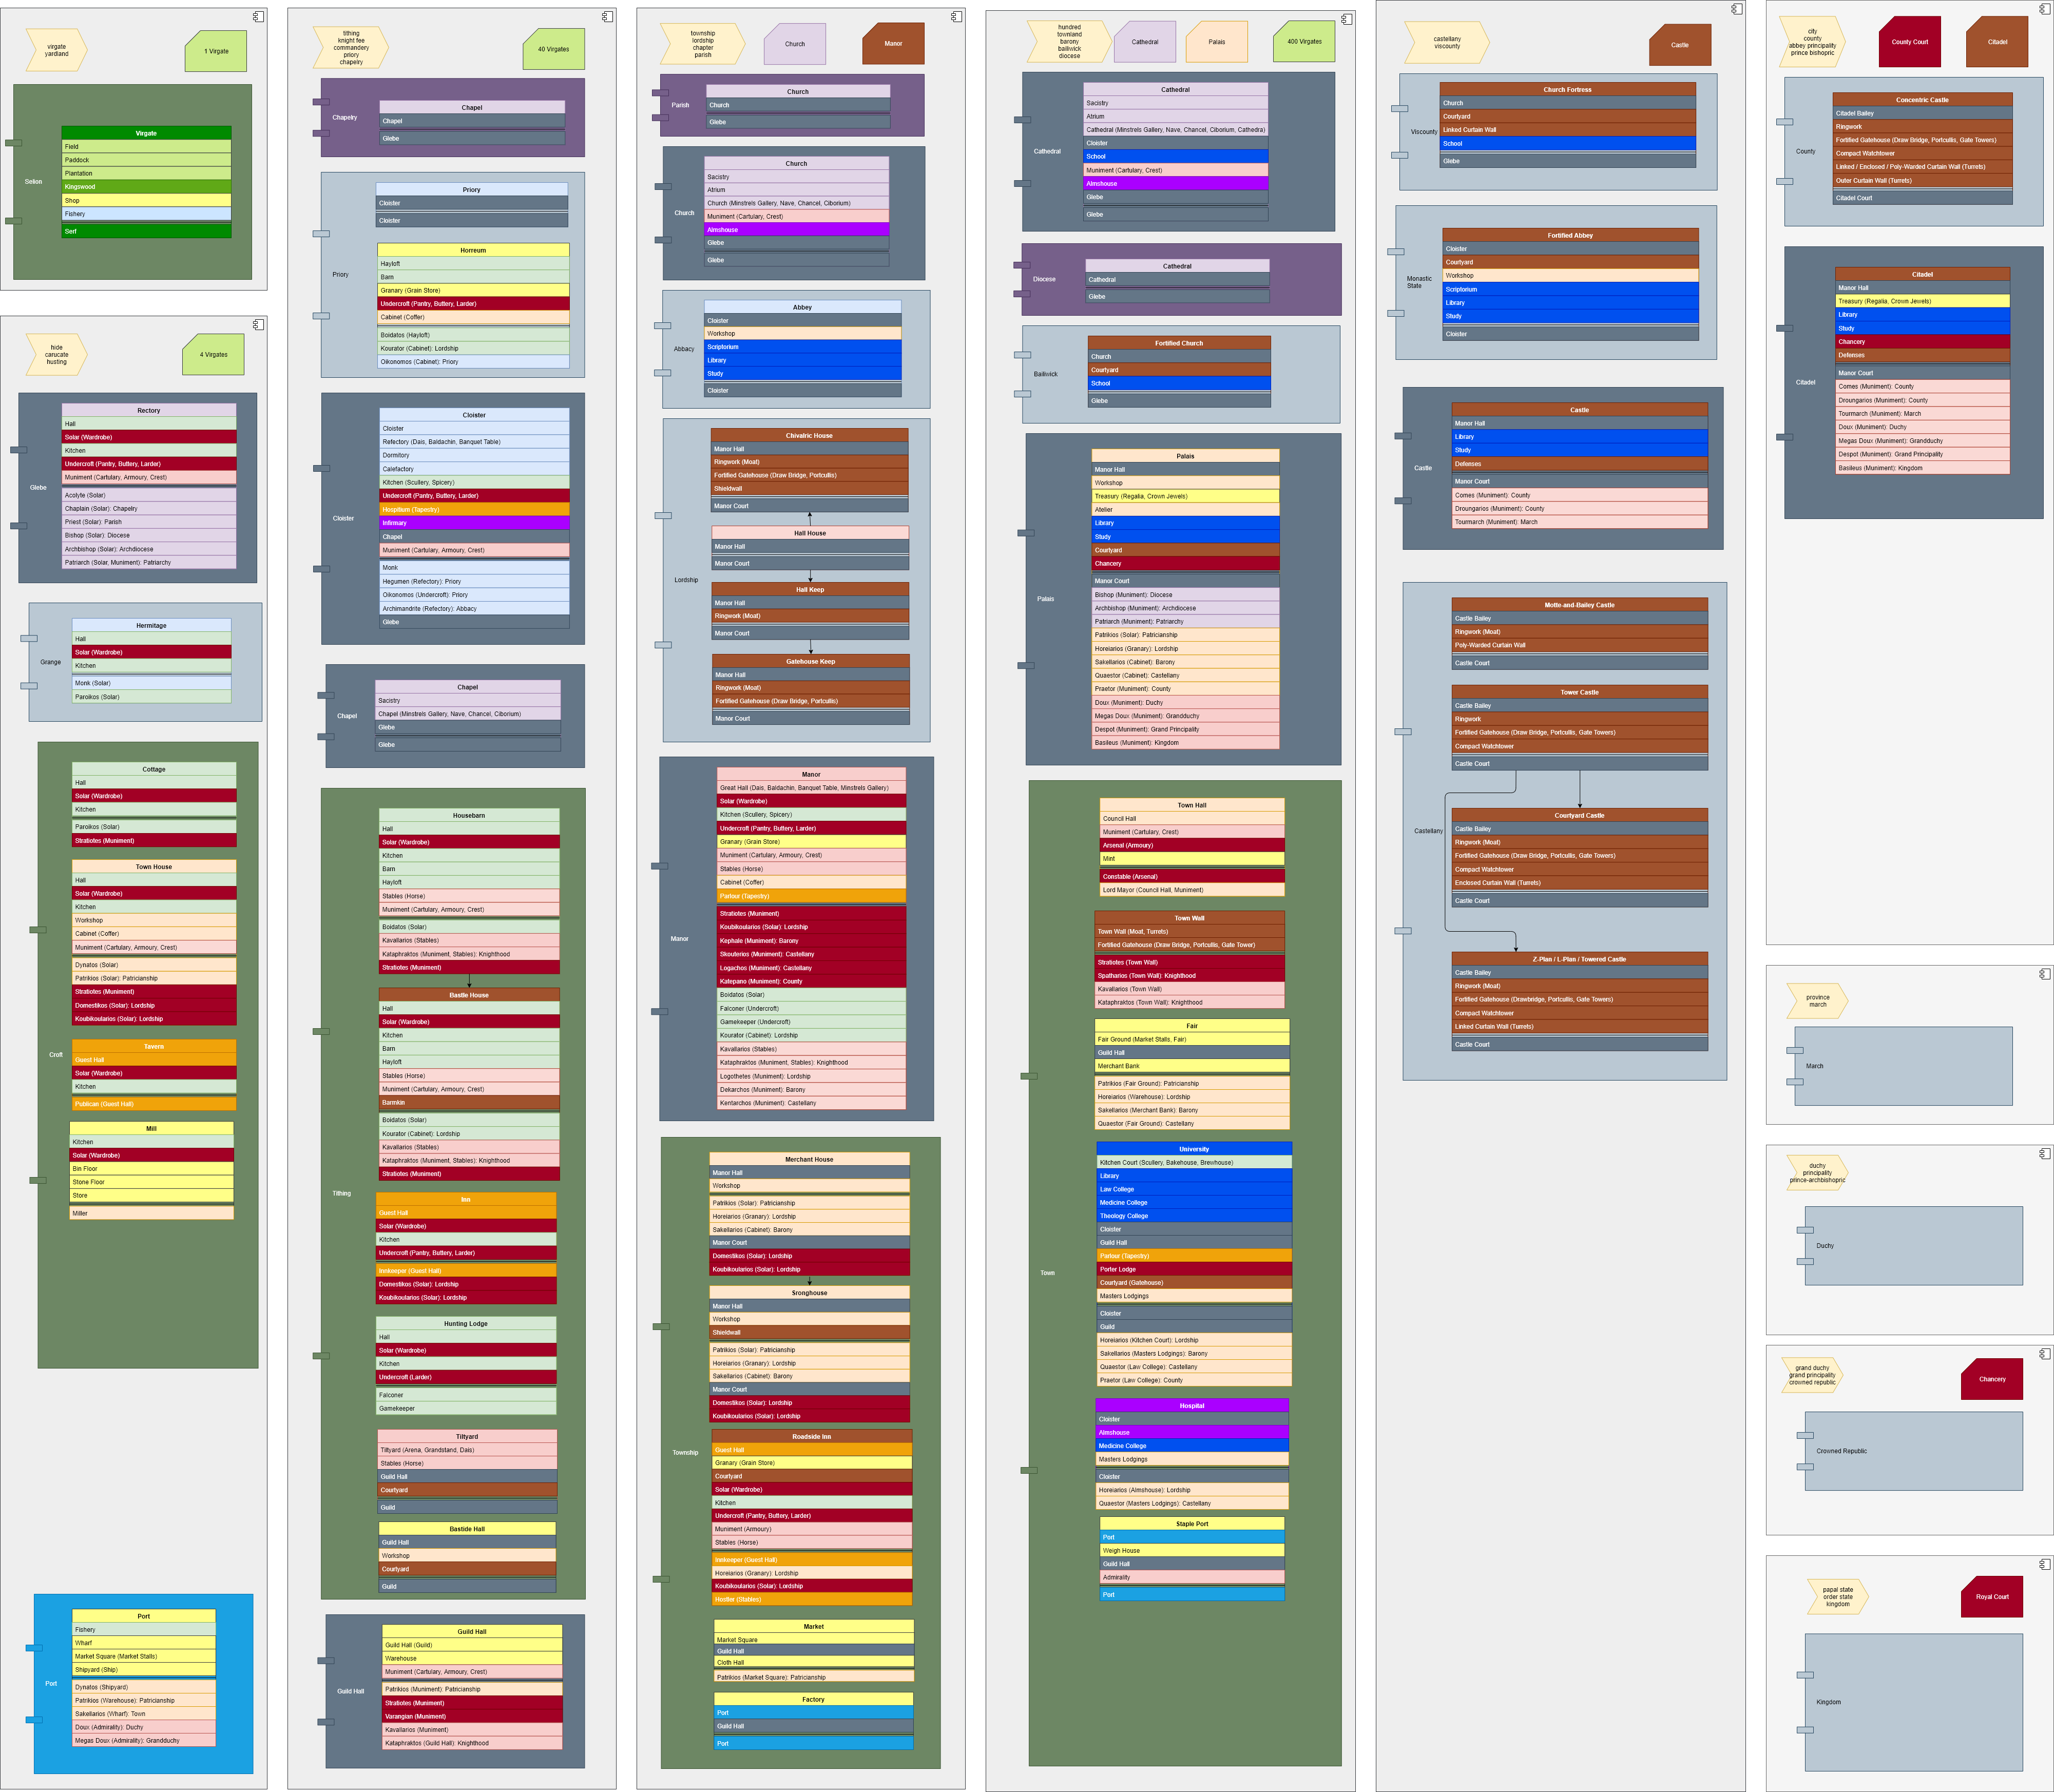 virgate
yardland
1 Virgate
Selion
Virgate
Field
Paddock
Plantation
Kingswood
Shop
Fishery
Serf
hide
carucate
husting
4 Virgates
Glebe
Rectory
Hall
Solar (Wardrobe)
Kitchen
Undercroft (Pantry, Buttery, Larder)
Muniment (Cartulary, Armoury, Crest)
Acolyte (Solar)
Chaplain (Solar): Chapelry
Priest (Solar): Parish
Bishop (Solar): Diocese
Archbishop (Solar): Archdiocese
Patriarch (Solar, Muniment): Patriarchy
Grange
Hermitage
Hall
Solar (Wardrobe)
Kitchen
Monk (Solar)
Paroikos (Solar)
Croft
Cottage
Hall
Solar (Wardrobe)
Kitchen
Paroikos (Solar)
Stratiotes (Muniment)
Town House
Hall
Solar (Wardrobe)
Kitchen
Workshop
Cabinet (Coffer)
Muniment (Cartulary, Armoury, Crest)
Dynatos (Solar)
Patrikios (Solar): Patricianship
Stratiotes (Muniment)
Domestikos (Solar): Lordship
Koubikoularios (Solar): Lordship
Tavern
Guest Hall
Solar (Wardrobe)
Kitchen
Publican (Guest Hall)
Mill
Kitchen
Solar (Wardrobe)
Bin Floor
Stone Floor
Store
Miller
Port
Port
Fishery
Wharf
Market Square (Market Stalls)
Shipyard (Ship)
Dynatos (Shipyard)
Patrikios (Warehouse): Patricianship
Sakellarios (Wharf): Town
Doux (Admirality): Duchy
Megas Doux (Admirality): Grandduchy
tithing
knight fee
commandery
priory
chapelry
40 Virgates
Chapelry
Chapel
Chapel
Glebe
Priory
Priory
Cloister
Cloister
Horreum
Hayloft
Barn
Granary (Grain Store)
Undercroft (Pantry, Buttery, Larder)
Cabinet (Coffer)
Boidatos (Hayloft)
Kourator (Cabinet): Lordship
Oikonomos (Cabinet): Priory
Cloister
Cloister
Cloister
Refectory (Dais, Baldachin, Banquet Table)
Dormitory
Calefactory
Kitchen (Scullery, Spicery)
Undercroft (Pantry, Buttery, Larder)
Hospitium (Tapestry)
Infirmary
Chapel
Muniment (Cartulary, Armoury, Crest)
Monk
Hegumen (Refectory): Priory
Oikonomos (Undercroft): Priory
Archimandrite (Refectory): Abbacy
Glebe
Chapel
Chapel
Sacistry
Chapel (Minstrels Gallery, Nave, Chancel, Ciborium)
Glebe
Glebe
Tithing
Housebarn
Hall
Solar (Wardrobe)
Kitchen
Barn
Hayloft
Stables (Horse)
Muniment (Cartulary, Armoury, Crest)
Boidatos (Solar)
Kavallarios (Stables)
Kataphraktos (Muniment, Stables): Knighthood
Stratiotes (Muniment)
Bastle House
Hall
Solar (Wardrobe)
Kitchen
Barn
Hayloft
Stables (Horse)
Muniment (Cartulary, Armoury, Crest)
Barmkin
Boidatos (Solar)
Kourator (Cabinet): Lordship
Kavallarios (Stables)
Kataphraktos (Muniment, Stables): Knighthood
Stratiotes (Muniment)
Inn
Guest Hall
Solar (Wardrobe)
Kitchen
Undercroft (Pantry, Buttery, Larder)
Innkeeper (Guest Hall)
Domestikos (Solar): Lordship
Koubikoularios (Solar): Lordship
Hunting Lodge
Hall
Solar (Wardrobe)
Kitchen
Undercroft (Larder)
Falconer
Gamekeeper
Tiltyard
Tiltyard (Arena, Grandstand, Dais)
Stables (Horse)
Guild Hall
Courtyard
Guild
Bastide Hall
Guild Hall
Workshop
Courtyard
Guild
Guild Hall
Guild Hall
Guild Hall (Guild)
Warehouse
Muniment (Cartulary, Armoury, Crest)
Patrikios (Muniment): Patricianship
Stratiotes (Muniment)
Varangian (Muniment)
Kavallarios (Muniment)
Kataphraktos (Guild Hall): Knighthood
township
lordship
chapter
parish
Church
Manor
Parish
Church
Church
Glebe
Church
Church
Sacistry
Atrium
Church (Minstrels Gallery, Nave, Chancel, Ciborium)
Muniment (Cartulary, Crest)
Almshouse
Glebe
Glebe
Abbacy
Abbey
Cloister
Workshop
Scriptorium
Library
Study
Cloister
Lordship
Chivalric House
Manor Hall
Ringwork (Moat)
Fortified Gatehouse (Draw Bridge, Portcullis)
Shieldwall
Manor Court
Hall House
Manor Hall
Manor Court
Hall Keep
Manor Hall
Ringwork (Moat)
Manor Court
Gatehouse Keep
Manor Hall
Ringwork (Moat)
Fortified Gatehouse (Draw Bridge, Portcullis)
Manor Court
Manor
Manor
Great Hall (Dais, Baldachin, Banquet Table, Minstrels Gallery)
Solar (Wardrobe)
Kitchen (Scullery, Spicery)
Undercroft (Pantry, Buttery, Larder)
Granary (Grain Store)
Muniment (Cartulary, Armoury, Crest)
Stables (Horse)
Cabinet (Coffer)
Parlour (Tapestry)
Stratiotes (Muniment)
Koubikoularios (Solar): Lordship
Kephale (Muniment): Barony
Skouterios (Muniment): Castellany
Logachos (Muniment): Castellany
Katepano (Muniment): County
Boidatos (Solar)
Falconer (Undercroft)
Gamekeeper (Undercroft)
Kourator (Cabinet): Lordship
Kavallarios (Stables)
Kataphraktos (Muniment, Stables): Knighthood
Logothetes (Muniment): Lordship
Dekarchos (Muniment): Barony
Kentarchos (Muniment): Castellany
Township
Merchant House
Manor Hall
Workshop
Patrikios (Solar): Patricianship
Horeiarios (Granary): Lordship
Sakellarios (Cabinet): Barony
Manor Court
Domestikos (Solar): Lordship
Koubikoularios (Solar): Lordship
Sronghouse
Manor Hall
Workshop
Shieldwall
Patrikios (Solar): Patricianship
Horeiarios (Granary): Lordship
Sakellarios (Cabinet): Barony
Manor Court
Domestikos (Solar): Lordship
Koubikoularios (Solar): Lordship
Roadside Inn
Guest Hall
Granary (Grain Store)
Courtyard
Solar (Wardrobe)
Kitchen
Undercroft (Pantry, Buttery, Larder)
Muniment (Armoury)
Stables (Horse)
Innkeeper (Guest Hall)
Horeiarios (Granary): Lordship
Koubikoularios (Solar): Lordship
Hostler (Stables)
Market
Market Square
Guild Hall
Cloth Hall
Patrikios (Market Square): Patricianship
Factory
Port
Guild Hall
Port
hundred
townland
barony
bailiwick
diocese
Cathedral
Palais
400 Virgates
Cathedral
Cathedral
Sacistry
Atrium
Cathedral (Minstrels Gallery, Nave, Chancel, Ciborium, Cathedra)
Cloister
School
Muniment (Cartulary, Crest)
Almshouse
Glebe
Glebe
Diocese
Cathedral
Cathedral
Glebe
Bailiwick
Fortified Church
Church
Courtyard
School
Glebe
Palais
Palais
Manor Hall
Workshop
Treasury (Regalia, Crown Jewels)
Atelier
Library
Study
Courtyard
Chancery
Manor Court
Bishop (Muniment): Diocese
Archbishop (Muniment): Archdiocese
Patriarch (Muniment): Patriarchy
Patrikios (Solar): Patricianship
Horeiarios (Granary): Lordship
Sakellarios (Cabinet): Barony
Quaestor (Cabinet): Castellany
Praetor (Muniment): County
Doux (Muniment): Duchy
Megas Doux (Muniment): Grandduchy
Despot (Muniment): Grand Principality
Basileus (Muniment): Kingdom
Town
Town Hall
Council Hall
Muniment (Cartulary, Crest)
Arsenal (Armoury)
Mint
Constable (Arsenal)
Lord Mayor (Council Hall, Muniment)
Town Wall
Town Wall (Moat, Turrets)
Fortified Gatehouse (Draw Bridge, Portcullis, Gate Tower)
Stratiotes (Town Wall)
Spatharios (Town Wall): Knighthood
Kavallarios (Town Wall)
Kataphraktos (Town Wall): Knighthood
Fair
Fair Ground (Market Stalls, Fair)
Guild Hall
Merchant Bank
Patrikios (Fair Ground): Patricianship
Horeiarios (Warehouse): Lordship
Sakellarios (Merchant Bank): Barony
Quaestor (Fair Ground): Castellany
University
Kitchen Court (Scullery, Bakehouse, Brewhouse)
Library
Law College
Medicine College
Theology College
Cloister
Guild Hall
Parlour (Tapestry)
Porter Lodge
Courtyard (Gatehouse)
Masters Lodgings
Cloister
Guild
Horeiarios (Kitchen Court): Lordship
Sakellarios (Masters Lodgings): Barony
Quaestor (Law College): Castellany
Praetor (Law College): County
Hospital
Cloister
Almshouse
Medicine College
Masters Lodgings
Cloister
Horeiarios (Almshouse): Lordship
Quaestor (Masters Lodgings): Castellany
Staple Port
Port
Weigh House
Guild Hall
Admirality
Port
castellany
viscounty
Castle
Viscounty
Church Fortress
Church
Courtyard
Linked Curtain Wall
School
Glebe
Monastic
State
Fortified Abbey
Cloister
Courtyard
Workshop
Scriptorium
Library
Study
Cloister
Castle
Castle
Manor Hall
Library
Study
Defenses
Manor Court
Comes (Muniment): County
Droungarios (Muniment): County
Tourmarch (Muniment): March
Castellany
Motte-and-Bailey Castle
Castle Bailey
Ringwork (Moat)
Poly-Warded Curtain Wall
Castle Court
Tower Castle
Castle Bailey
Ringwork
Fortified Gatehouse (Draw Bridge, Portcullis, Gate Towers)
Compact Watchtower
Castle Court
Courtyard Castle
Castle Bailey
Ringwork (Moat)
Fortified Gatehouse (Draw Bridge, Portcullis, Gate Towers)
Compact Watchtower
Enclosed Curtain Wall (Turrets)
Castle Court
Z-Plan / L-Plan / Towered Castle
Castle Bailey
Ringwork (Moat)
Fortified Gatehouse (Drawbridge, Portcullis, Gate Towers)
Compact Watchtower
Linked Curtain Wall (Turrets)
Castle Court
city
county
abbey principality
prince bishopric
County Court
Citadel
County
Concentric Castle
Citadel Bailey
Ringwork
Fortified Gatehouse (Draw Bridge, Portcullis, Gate Towers)
Compact Watchtower
Linked / Enclosed / Poly-Warded Curtain Wall (Turrets)
Outer Curtain Wall (Turrets)
Citadel Court
Citadel
Citadel
Manor Hall
Treasury (Regalia, Crown Jewels)
Library
Study
Chancery
Defenses
Manor Court
Comes (Muniment): County
Droungarios (Muniment): County
Tourmarch (Muniment): March
Doux (Muniment): Duchy
Megas Doux (Muniment): Grandduchy
Despot (Muniment): Grand Principality
Basileus (Muniment): Kingdom
province
march
March
duchy
principality
prince-archbishopric
Duchy
grand duchy
grand principality
crowned republic
Chancery
Crowned Republic
papal state
order state
kingdom
Royal Court
Kingdom